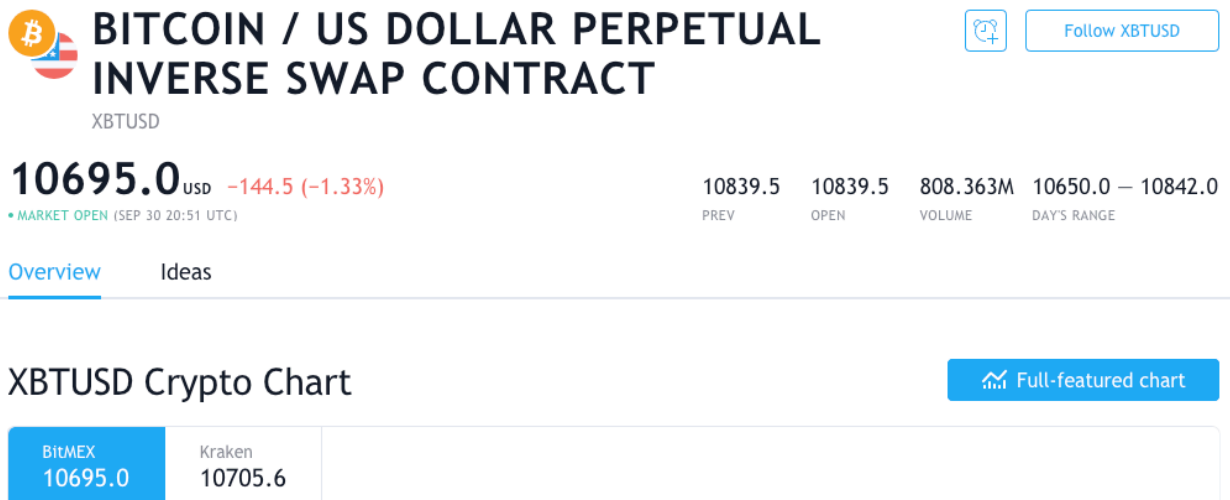 BITCOIN / US DOLLAR PERPETUAL
INVERSE SWAP CONTRACT
Follow XBTUSD
XBTUSD
10695.0 USD −144.5 (−1.33%)
• MARKET OPEN (SEP 30 20:51 UTC)
10839.5 10839.5 808.363M 10650.0 — 10842.0
PREV OPEN VOLUME DAY'S RANGE
Overview Ideas
XBTUSD Crypto Chart
Full-featured chart
BitMEX Kraken
10695.0 10705.6